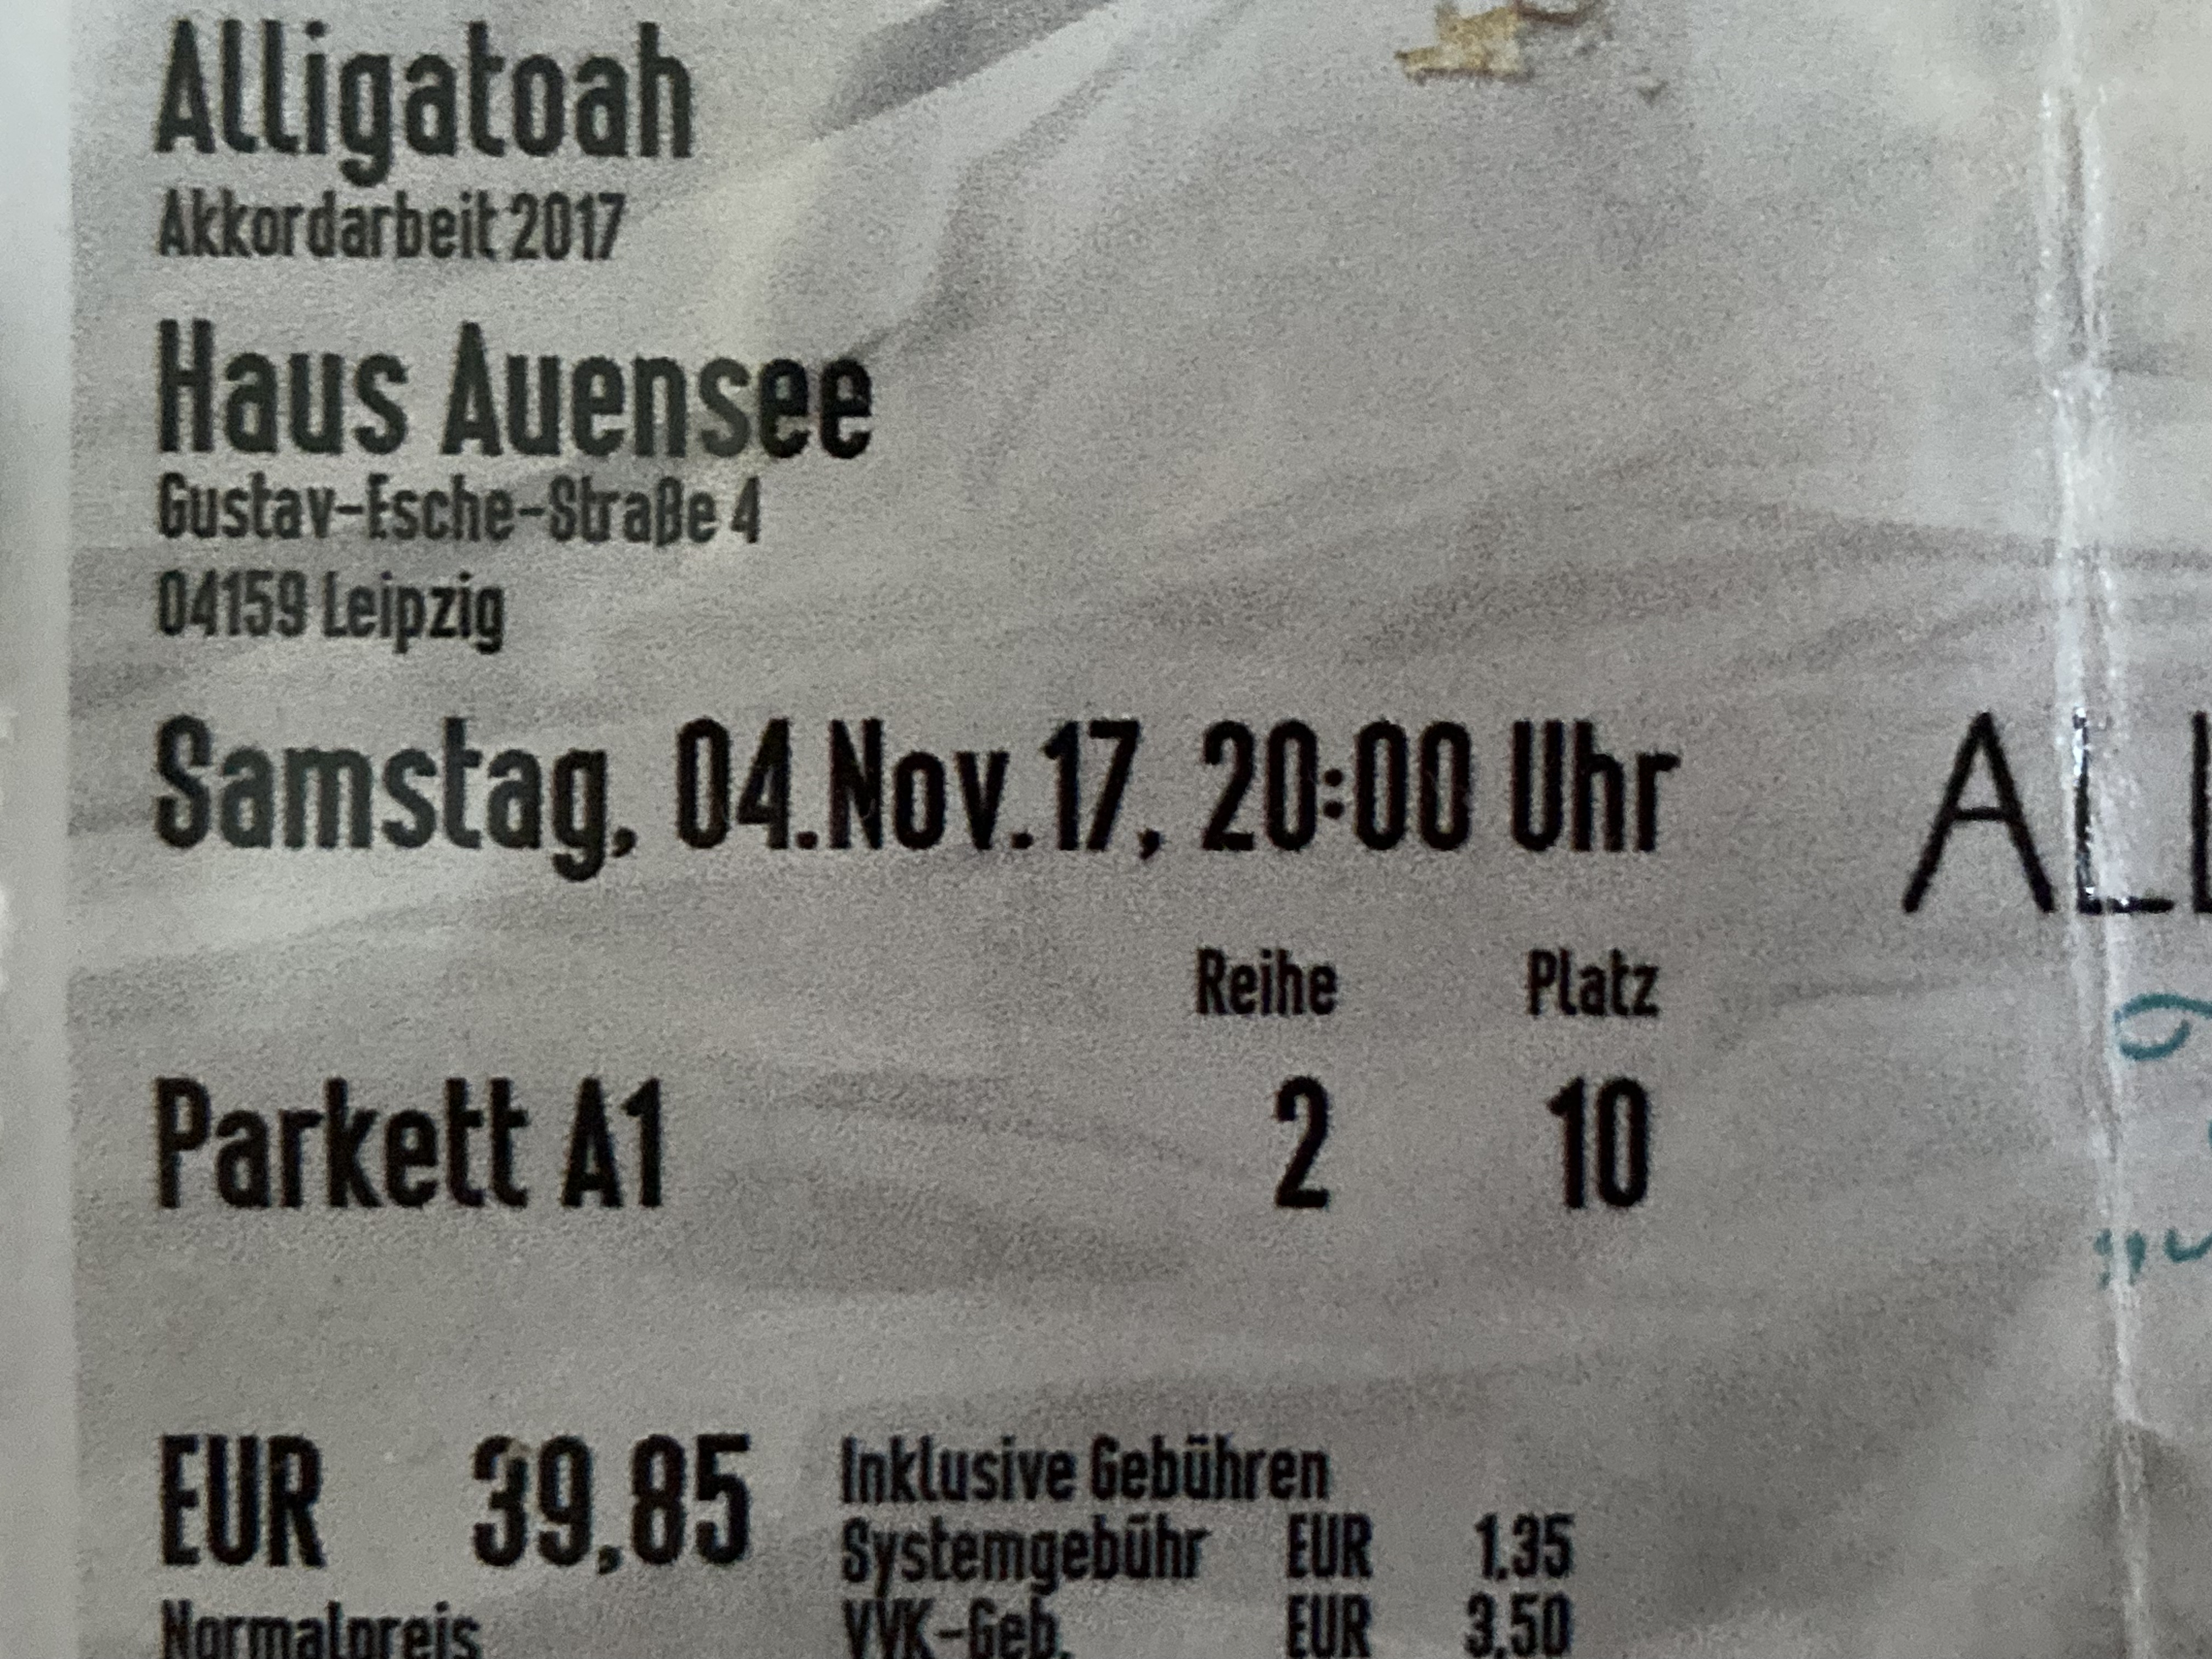 Alligatoah
Akkordarbeit 2017
Haus Auensee
Gustav-Esche-Straße 4
04159 Leipzig
Samstag, 04.Nov.17, 20:00 Uhr
ALL
Reihe Platz
Parkett A1 2 10
EUR 39,85 Inklusive Gebühren
Systemgebühr EUR 1,35
Normalpreis VVK-Geb. EUR 3,50